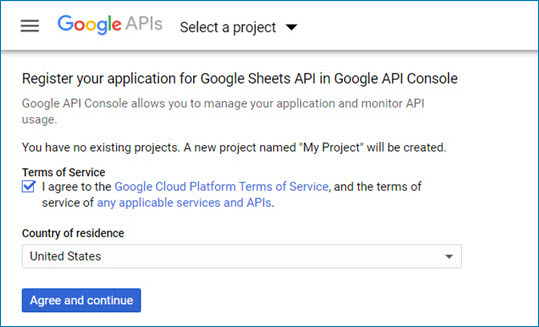 Google APIs Select a project
Register your application for Google Sheets API in Google API Console
Google API Console allows you to manage your application and monitor API
usage.
You have no existing projects. A new project named "My Project" will be created.
Terms of Service
I agree to the Google Cloud Platform Terms of Service, and the terms of
service of any applicable services and APIs.
Country of residence
United States
Agree and continue